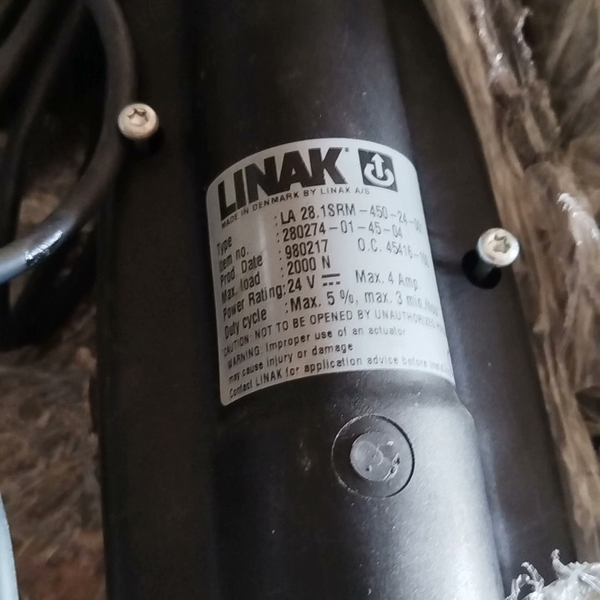 LINAK
MADE IN DENMARK BY LINAK A/S
Type : LA 28.1SRM-450-24-
Item no. : 280274-01-45-04
Prod. Date : 980217 O.C. 45416-
Max. load : 2000 N
Power Rating: 24 V Max. 4 Amp
Duty cycle : Max. 5 %, max. 3 min.
CAUTION: NOT TO BE OPENED BY UNAUTHORIZED
WARNING: Improper use of an actuator
may cause injury or damage
Contact LINAK for application advice before